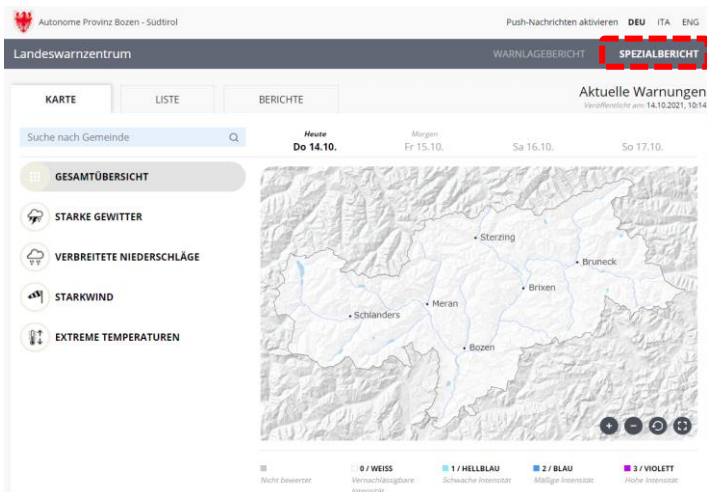 Autonome Provinz Bozen - Südtirol
Push-Nachrichten aktivieren DEU ITA ENG
Landeswarnzentrum
WARNLAGEBERICHT
SPEZIALBERICHT
KARTE
LISTE
BERICHTE
Aktuelle Warnungen
Veröffentlicht am: 14.10.2021, 10:14
Suche nach Gemeinde
Heute
Do 14.10.
Morgen
Fr 15.10.
Sa 16.10.
So 17.10.
GESAMTÜBERSICHT
STARKE GEWITTER
VERBREITETE NIEDERSCHLÄGE
STARKWIND
EXTREME TEMPERATUREN
Sterzing
Bruneck
Brixen
Meran
Schlanders
Bozen
Nicht bewertet
0 / WEISS
Vernachlässigbare
Intensität
1 / HELLBLAU
Schwache Intensität
2 / BLAU
Mäßige Intensität
3 / VIOLETT
Hohe Intensität